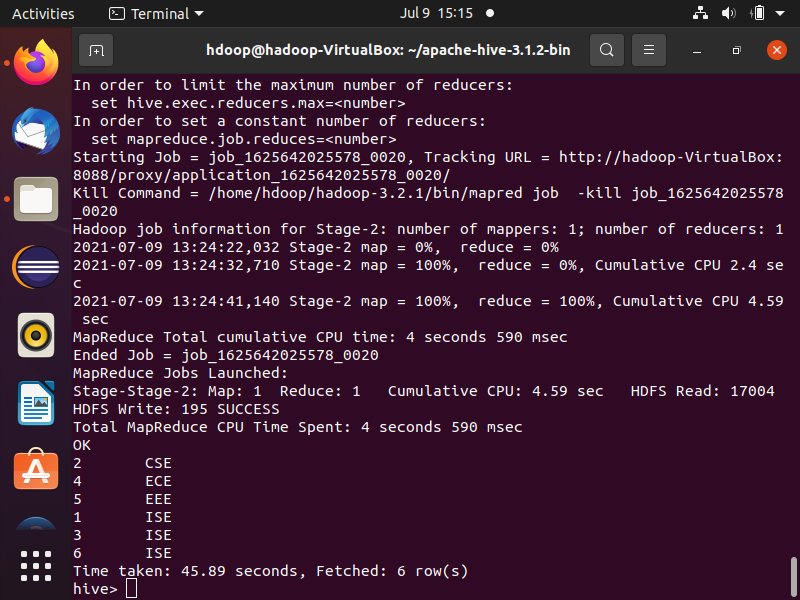 Activities Terminal Jul 9 15:15
hdoop@hadoop-VirtualBox: ~/apache-hive-3.1.2-bin
In order to limit the maximum number of reducers:
  set hive.exec.reducers.max=<number>
In order to set a constant number of reducers:
  set mapreduce.job.reduces=<number>
Starting Job = job_1625642025578_0020, Tracking URL = http://hadoop-VirtualBox:
8088/proxy/application_1625642025578_0020/
Kill Command = /home/hdoop/hadoop-3.2.1/bin/mapred job  -kill job_1625642025578
_0020
Hadoop job information for Stage-2: number of mappers: 1; number of reducers: 1
2021-07-09 13:24:22,032 Stage-2 map = 0%,  reduce = 0%
2021-07-09 13:24:32,710 Stage-2 map = 100%,  reduce = 0%, Cumulative CPU 2.4 se
c
2021-07-09 13:24:41,140 Stage-2 map = 100%,  reduce = 100%, Cumulative CPU 4.59
 sec
MapReduce Total cumulative CPU time: 4 seconds 590 msec
Ended Job = job_1625642025578_0020
MapReduce Jobs Launched:
Stage-Stage-2: Map: 1  Reduce: 1   Cumulative CPU: 4.59 sec   HDFS Read: 17004
HDFS Write: 195 SUCCESS
Total MapReduce CPU Time Spent: 4 seconds 590 msec
OK
2       CSE
4       ECE
5       EEE
1       ISE
3       ISE
6       ISE
Time taken: 45.89 seconds, Fetched: 6 row(s)
hive>